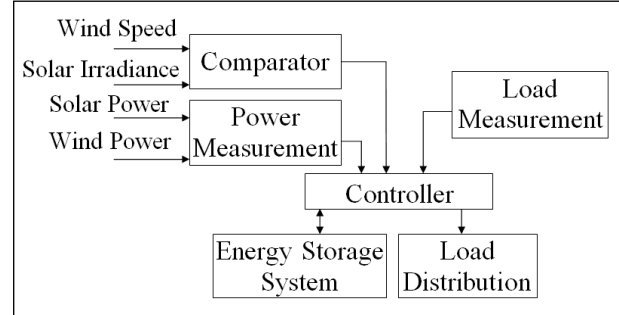 Wind Speed
Solar Irradiance
Comparator
Solar Power
Wind Power
Power
Measurement
Load
Measurement
Controller
Energy Storage
System
Load
Distribution